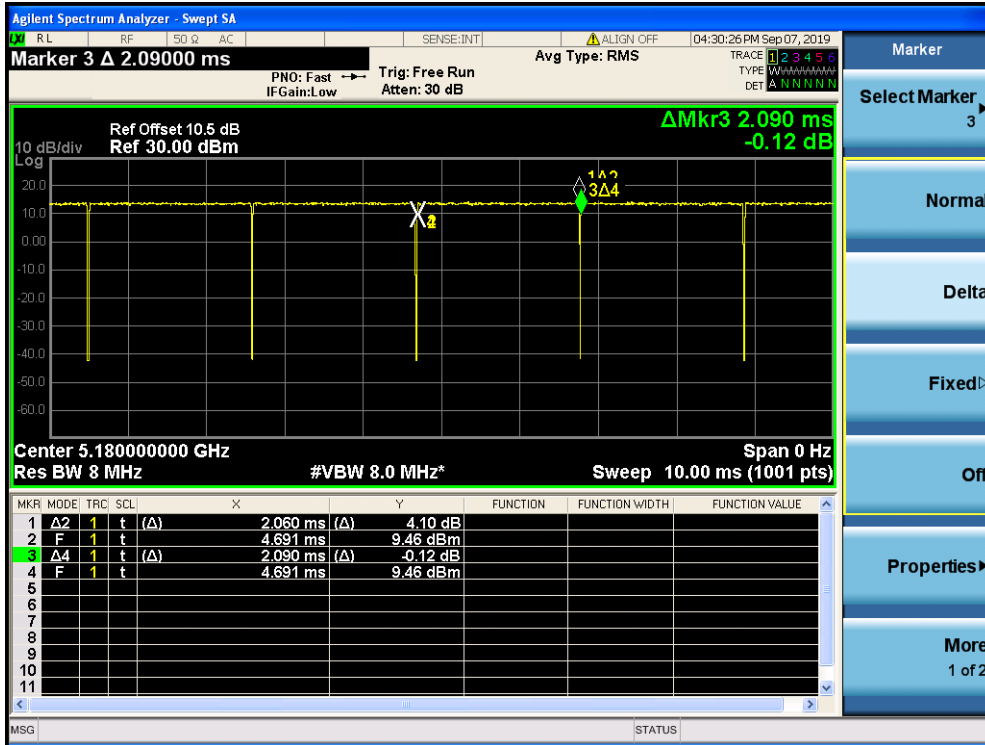 Agilent Spectrum Analyzer - Swept SA
LXI RL RF 50 Ω AC SENSE:INT ALIGN OFF 04:30:26 PM Sep 07, 2019
Marker 3 Δ 2.09000 ms
PNO: Fast
IFGain:Low
Trig: Free Run
Atten: 30 dB
Avg Type: RMS
TRACE 1 2 3 4 5 6
TYPE W
DET A N N N N N
ΔMkr3 2.090 ms
-0.12 dB
Ref Offset 10.5 dB
10 dB/div Ref 30.00 dBm
Log
20.0
10.0
0.00
-10.0
-20.0
-30.0
-40.0
-50.0
-60.0
1Δ2
3Δ4
Center 5.180000000 GHz Span 0 Hz
Res BW 8 MHz #VBW 8.0 MHz* Sweep 10.00 ms (1001 pts)
MKR MODE TRC SCL X Y FUNCTION FUNCTION WIDTH FUNCTION VALUE
1 Δ2 1 t (Δ) 2.060 ms (Δ) 4.10 dB
2 F 1 t 4.691 ms 9.46 dBm
3 Δ4 1 t (Δ) 2.090 ms (Δ) -0.12 dB
4 F 1 t 4.691 ms 9.46 dBm
5
6
7
8
9
10
11
MSG STATUS
Marker
Select Marker
3
Normal
Delta
Fixed
Off
Properties
More
1 of 2